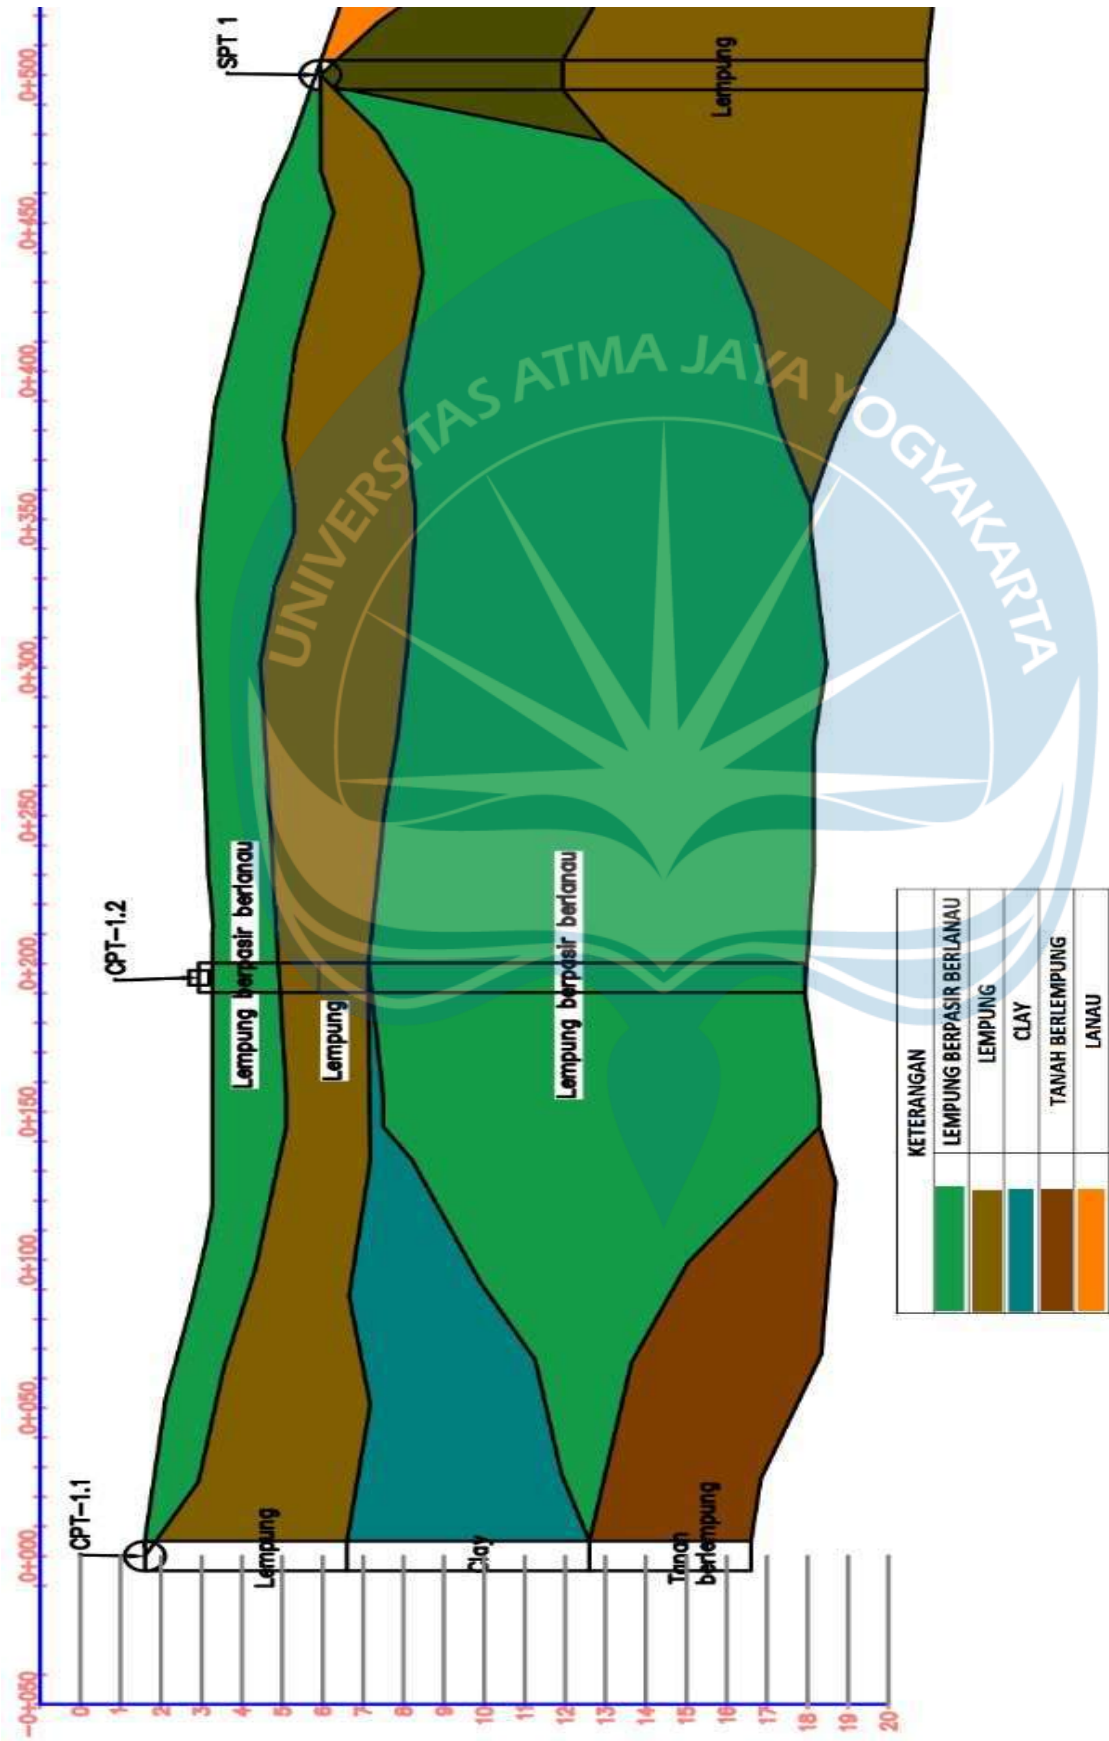 -0+050
0+000
0+050
0+100
0+150
0+200
0+250
0+300
0+350
0+400
0+450
0+500
0
1
2
3
4
5
6
7
8
9
10
11
12
13
14
15
16
17
18
19
20
CPT-1.1
CPT-1.2
SPT 1
Lempung
Clay
Tanan
berlempung
Lempung berpasir berlanau
Lempung
Lempung berpasir berlanau
Lempung
UNIVERSITAS ATMA JAYA YOGYAKARTA
KETERANGAN
LEMPUNG BERPASIR BERLANAU
LEMPUNG
CLAY
TANAH BERLEMPUNG
LANAU